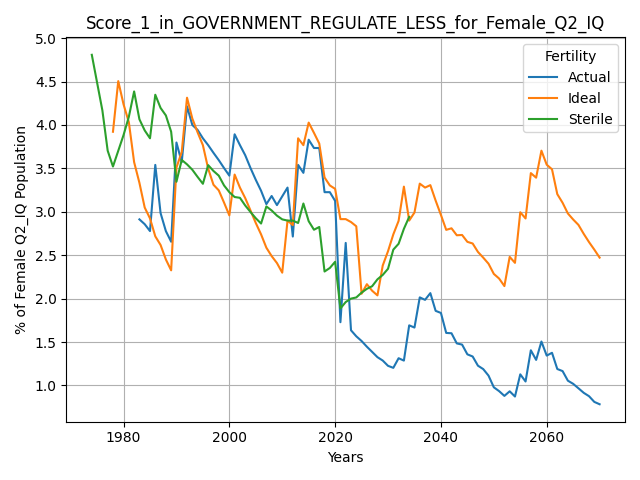 Score_1_in_GOVERNMENT_REGULATE_LESS_for_Female_Q2_IQ
Fertility
Actual
Ideal
Sterile
% of Female Q2_IQ Population
5.0
4.5
4.0
3.5
3.0
2.5
2.0
1.5
1.0
1980 2000 2020 2040 2060
Years